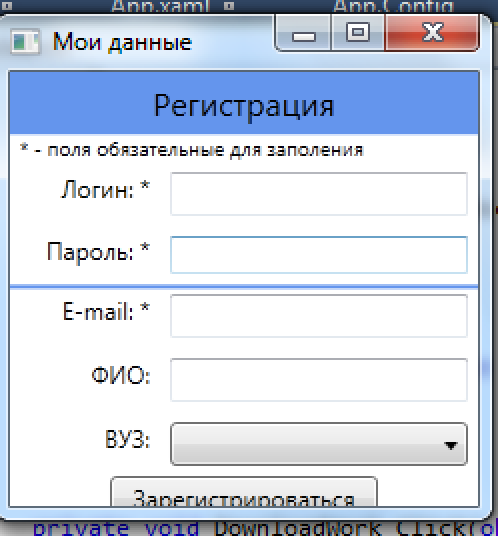 App.xaml App.Config
Мои данные
Регистрация
* - поля обязательные для заполения
Логин: *
Пароль: *
E-mail: *
ФИО:
ВУЗ:
Зарегистрироваться
private void DownloadWork_Click(ob